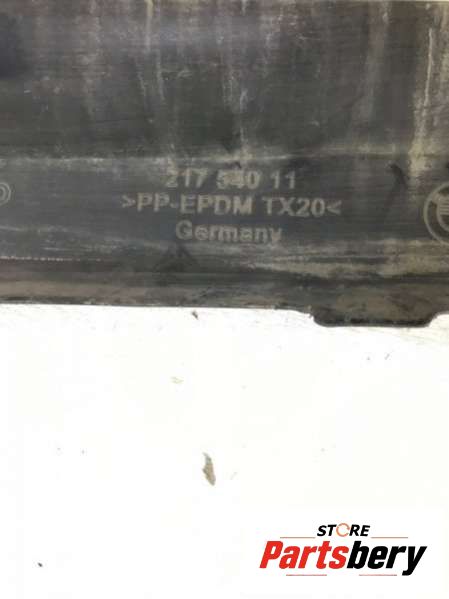 217 540 11
>PP-EPDM TX20<
Germany
STORE
Partsbery